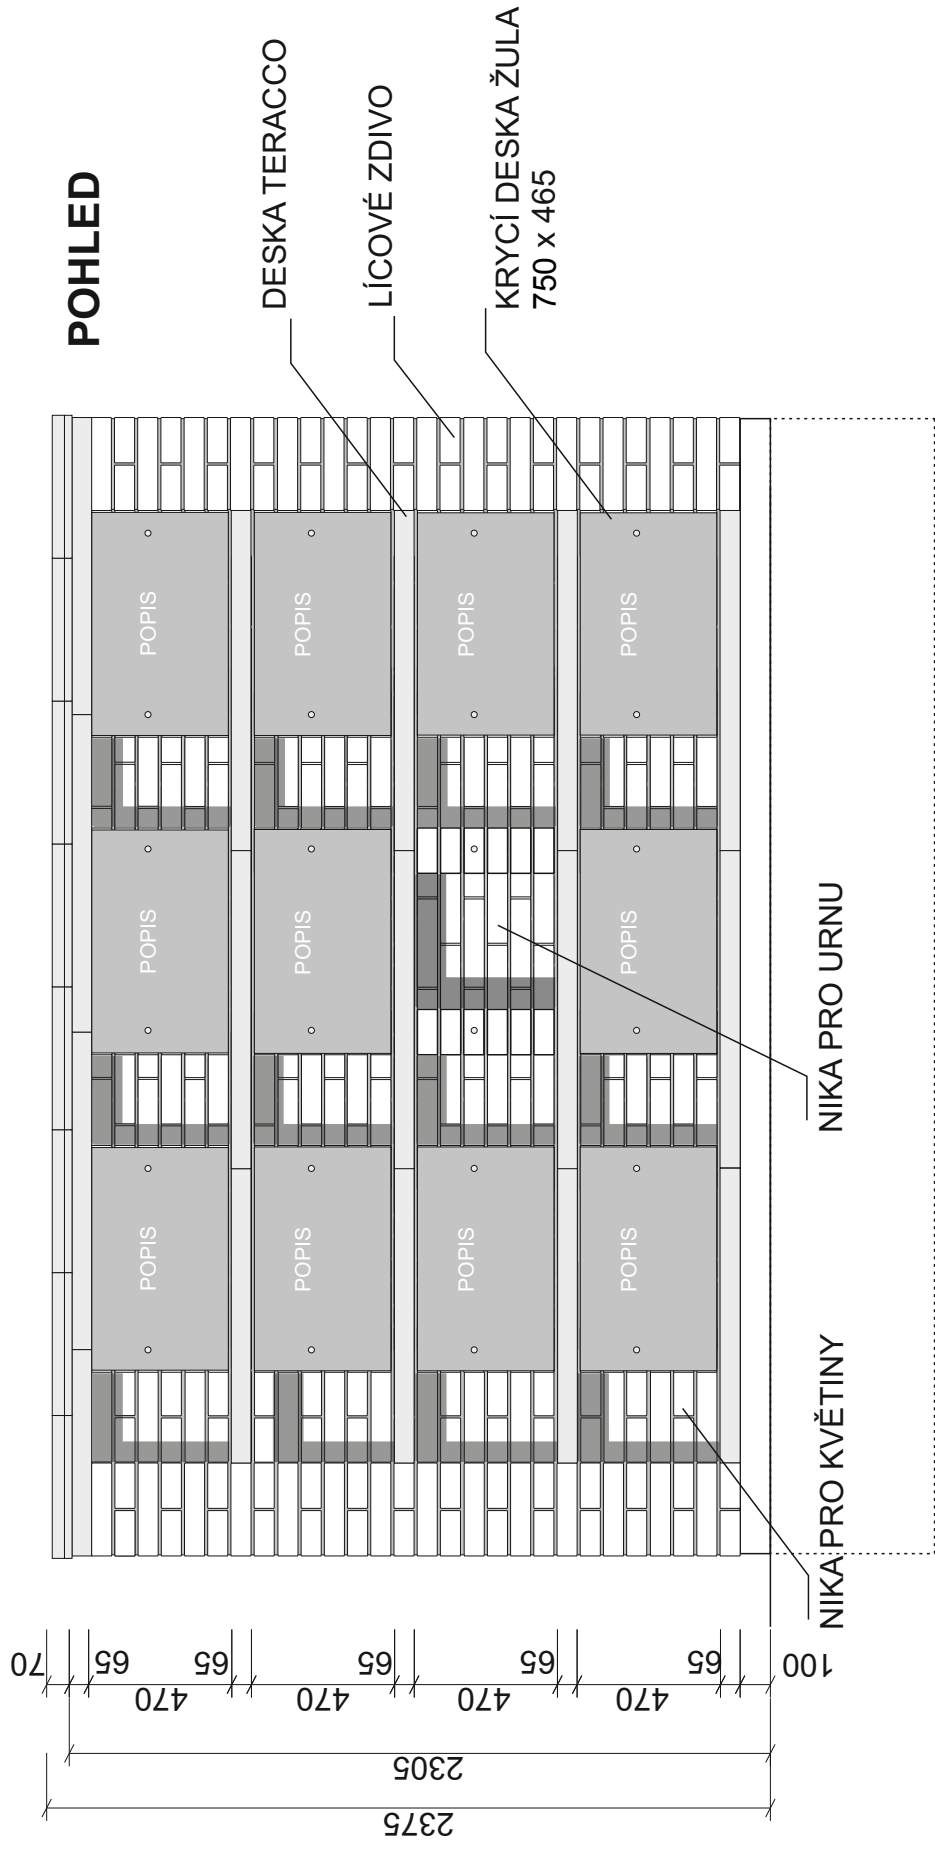 POHLED
DESKA TERACCO
LÍCOVÉ ZDIVO
KRYCÍ DESKA ŽULA
750 x 465
POPIS
POPIS
POPIS
POPIS
POPIS
POPIS
POPIS
POPIS
POPIS
POPIS
POPIS
NIKA PRO URNU
NIKA PRO KVĚTINY
70
65
470
65
470
65
470
65
470
65
100
2305
2375